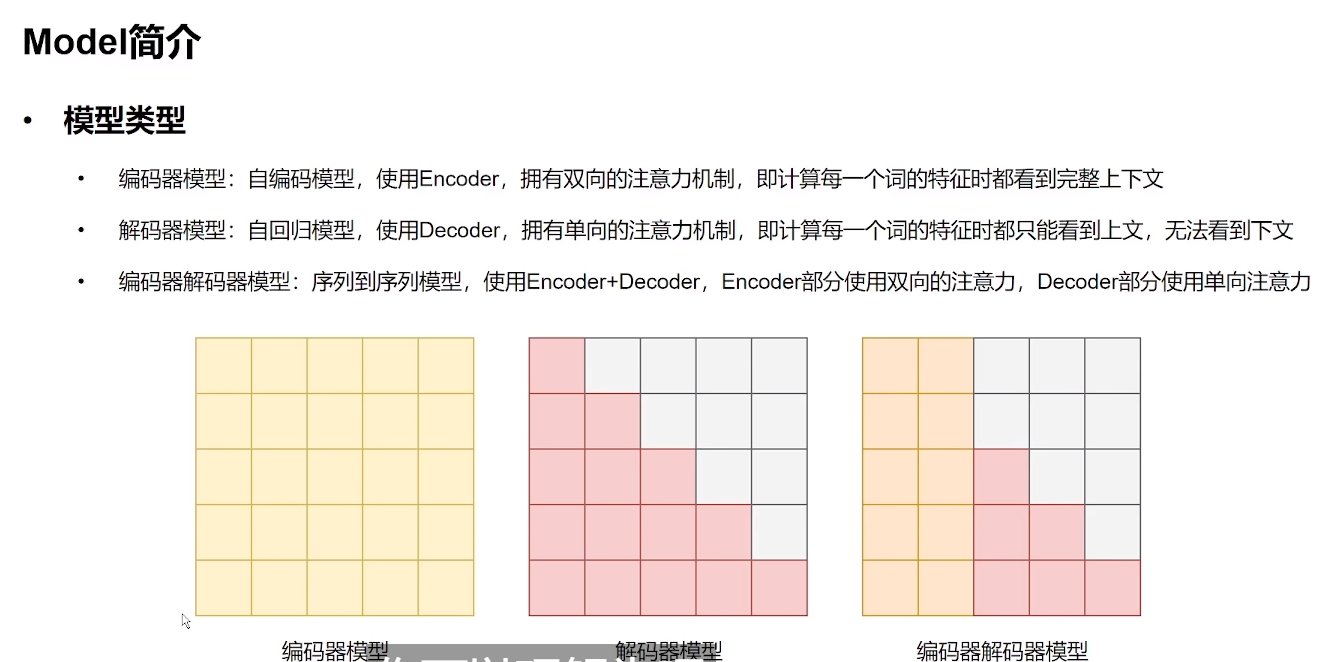 Model简介
• 模型类型
• 编码器模型：自编码模型，使用Encoder，拥有双向的注意力机制，即计算每一个词的特征时都看到完整上下文
• 解码器模型：自回归模型，使用Decoder，拥有单向的注意力机制，即计算每一个词的特征时都只能看到上文，无法看到下文
• 编码器解码器模型：序列到序列模型，使用Encoder+Decoder，Encoder部分使用双向的注意力，Decoder部分使用单向注意力
编码器模型 解码器模型 编码器解码器模型